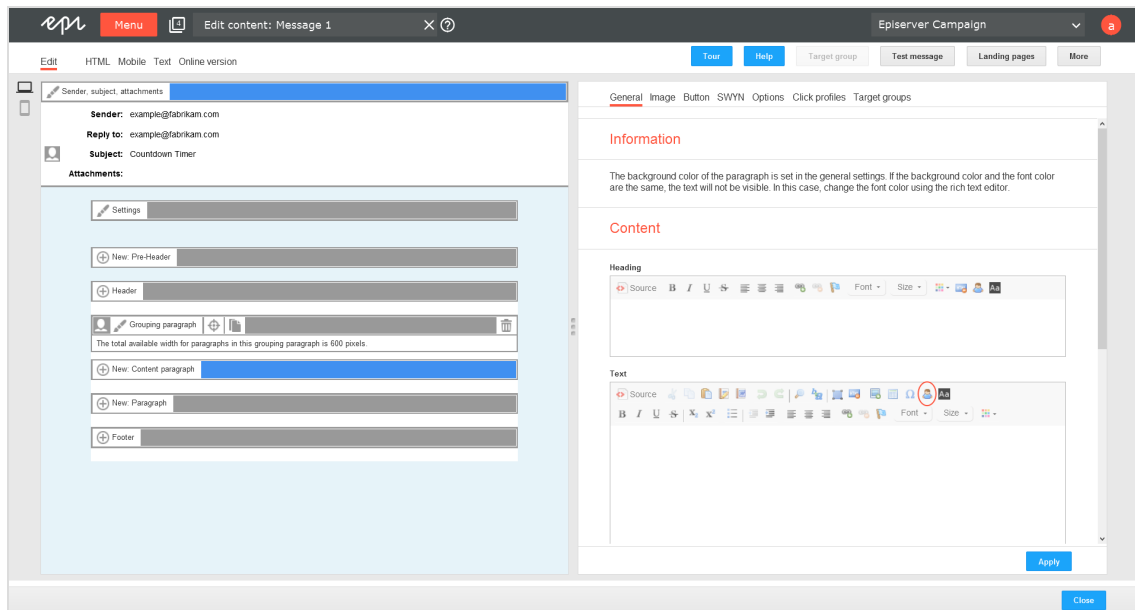 epi Menu 4 Edit content: Message 1 Episerver Campaign a
Edit HTML Mobile Text Online version Tour Help Target group Test message Landing pages More
Sender, subject, attachments
Sender: example@fabrikam.com
Reply to: example@fabrikam.com
Subject: Countdown Timer
Attachments:
Settings
New: Pre-Header
Header
Grouping paragraph
The total available width for paragraphs in this grouping paragraph is 600 pixels.
New: Content paragraph
New: Paragraph
Footer
General Image Button SWYN Options Click profiles Target groups
Information
The background color of the paragraph is set in the general settings. If the background color and the font color
are the same, the text will not be visible. In this case, change the font color using the rich text editor.
Content
Heading
Source B I U S Font Size Aa
Text
Source Ω Aa
B I U S X₂ X² Font Size
Apply
Close